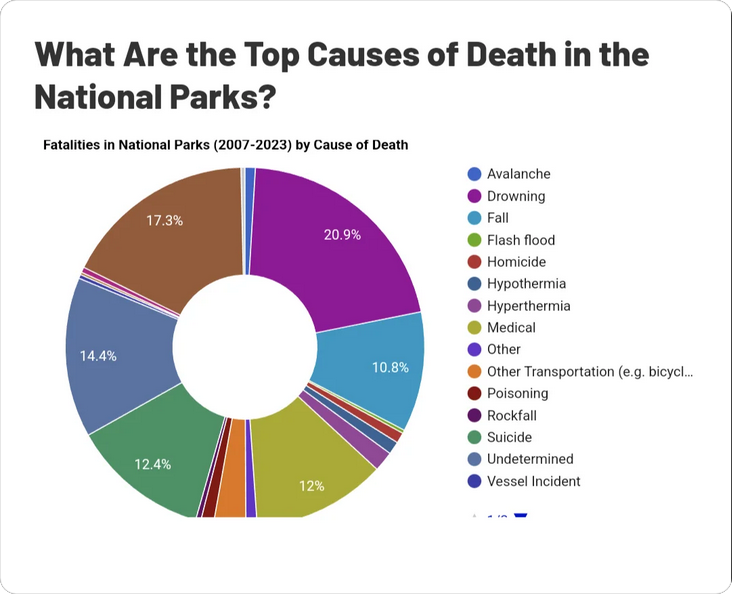 What Are the Top Causes of Death in the
National Parks?
Fatalities in National Parks (2007-2023) by Cause of Death
17.3%
20.9%
14.4%
10.8%
12.4%
12%
Avalanche
Drowning
Fall
Flash flood
Homicide
Hypothermia
Hyperthermia
Medical
Other
Other Transportation (e.g. bicycl...
Poisoning
Rockfall
Suicide
Undetermined
Vessel Incident